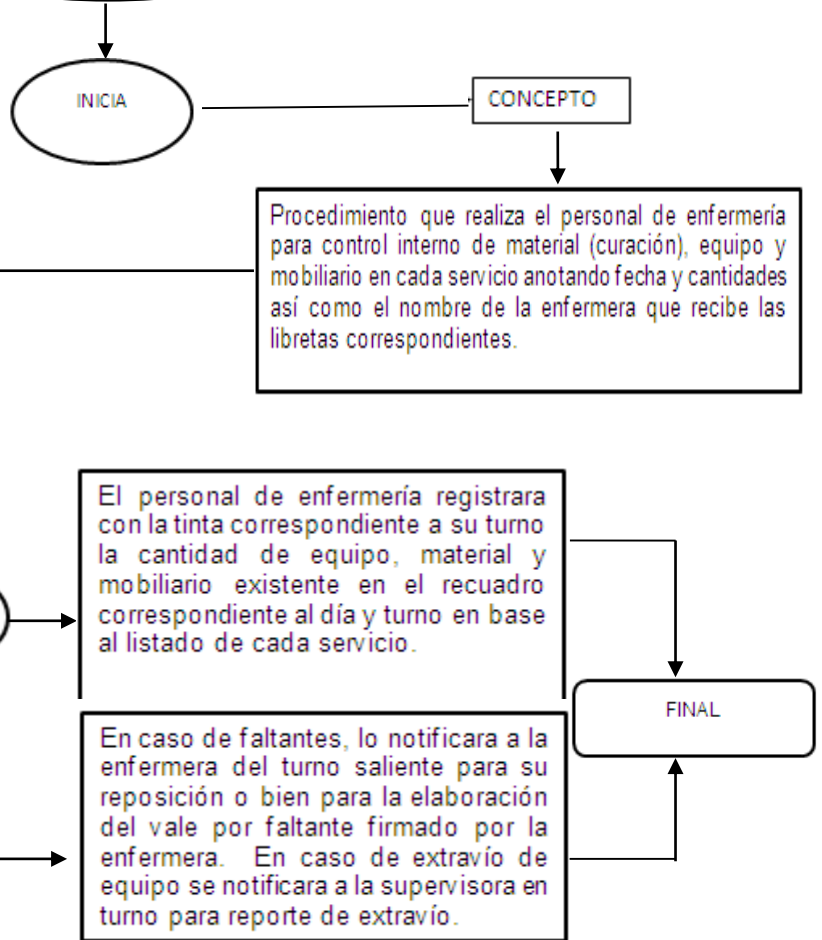 INICIA
CONCEPTO
Procedimiento que realiza el personal de enfermería
para control interno de material (curación), equipo y
mobiliario en cada servicio anotando fecha y cantidades
así como el nombre de la enfermera que recibe las
libretas correspondientes.
El personal de enfermería registrara
con la tinta correspondiente a su turno
la cantidad de equipo, material y
mobiliario existente en el recuadro
correspondiente al día y turno en base
al listado de cada servicio.
FINAL
En caso de faltantes, lo notificara a la
enfermera del turno saliente para su
reposición o bien para la elaboración
del vale por faltante firmado por la
enfermera. En caso de extravío de
equipo se notificara a la supervisora en
turno para reporte de extravío.